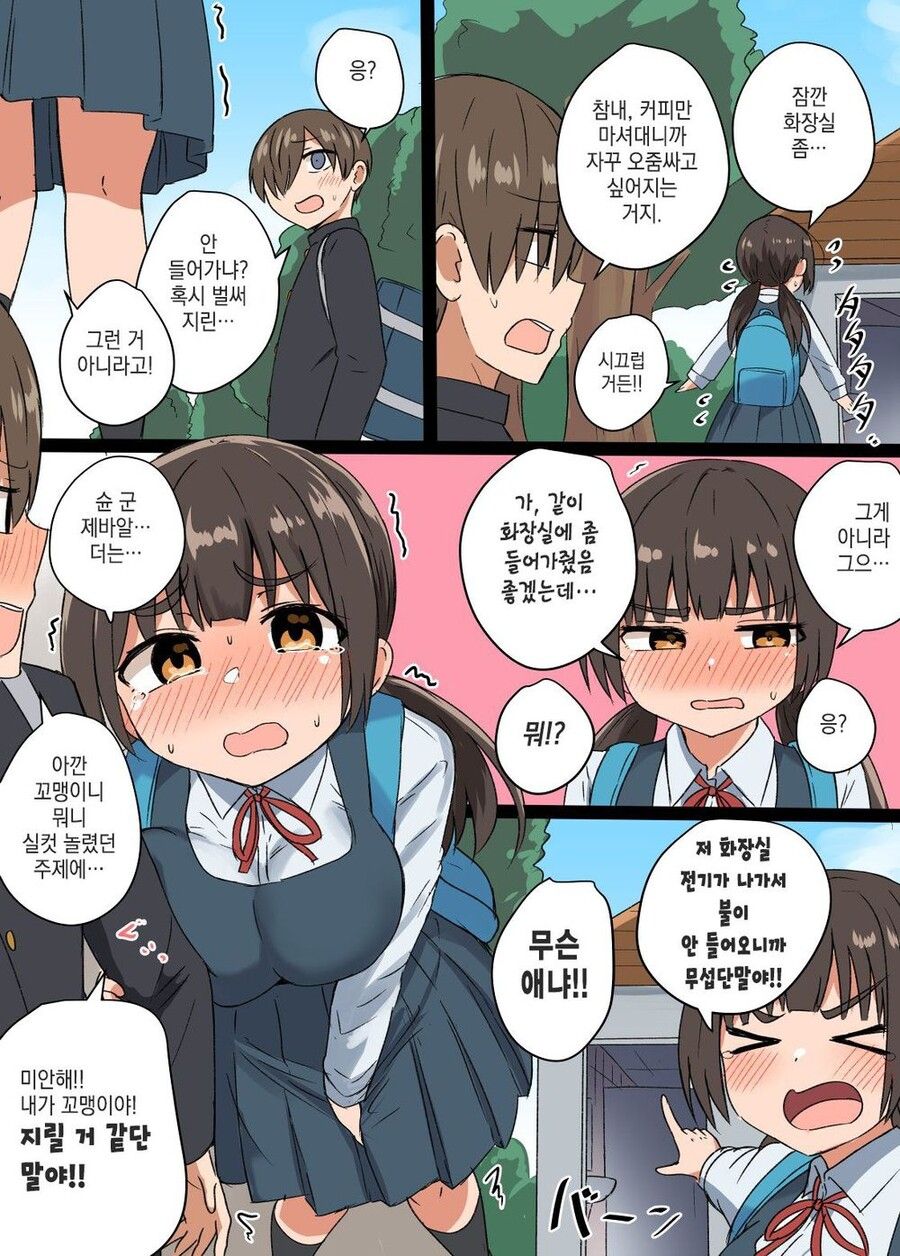 잠깐
화장실
좀…
참내, 커피만
마셔대니까
자꾸 오줌싸고
싶어지는
거지.
시끄럽
거든!!
タタタタタ
응?
안
들어가냐?
혹시 벌써
지린…
그런 거
아니라고!
그게
아니라
그으…
가, 같이
화장실에 좀
들어가줬음
좋겠는데…
응?
뭐!?
슌 군
제바알…
더는…
아깐
꼬맹이니
뭐니
실컷 놀렸던
주제에…
미안해!!
내가 꼬맹이야!
지릴 거 같단
말야!!
저 화장실
전기가 나가서
불이
안 들어오니까
무섭단말야!!
무슨
애냐!!
バーン